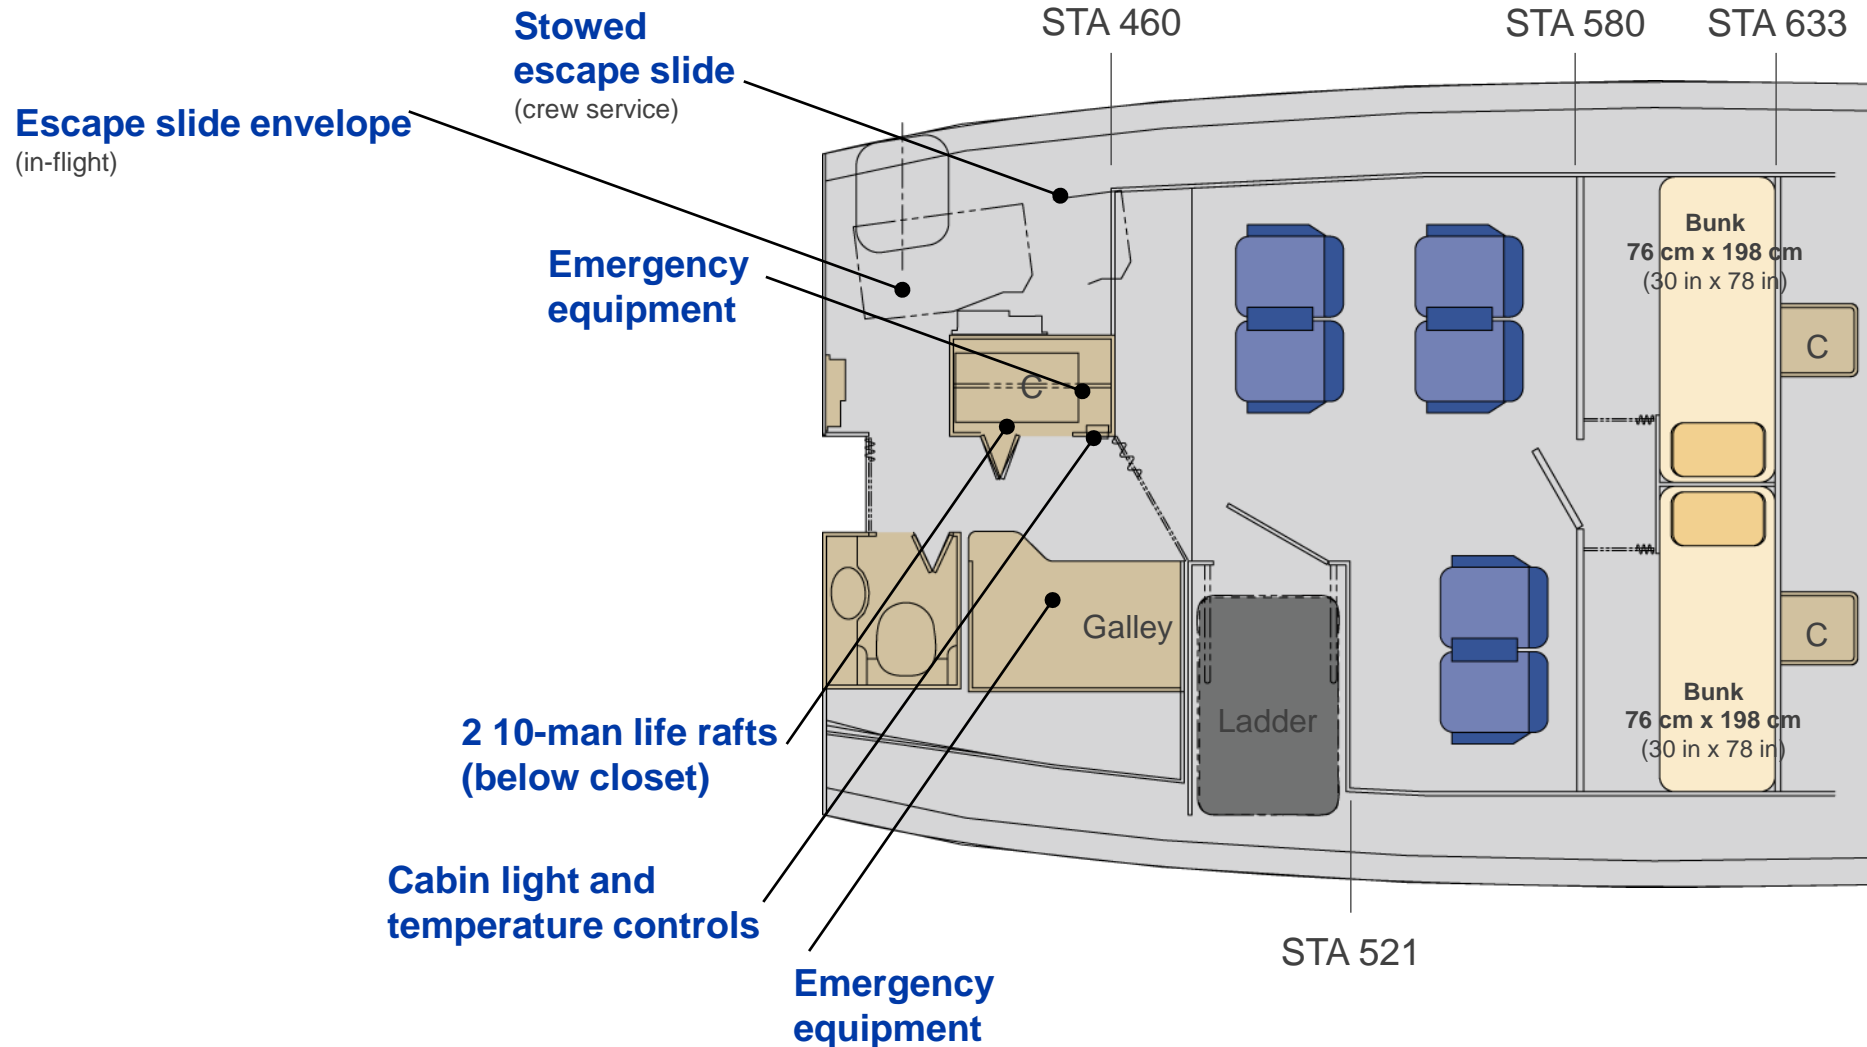 STA 460
STA 580
STA 633
Stowed
escape slide
(crew service)
Escape slide envelope
(in-flight)
Emergency
equipment
Bunk
76 cm x 198 cm
(30 in x 78 in)
C
C
Galley
Ladder
C
Bunk
76 cm x 198 cm
(30 in x 78 in)
2 10-man life rafts
(below closet)
Cabin light and
temperature controls
STA 521
Emergency
equipment